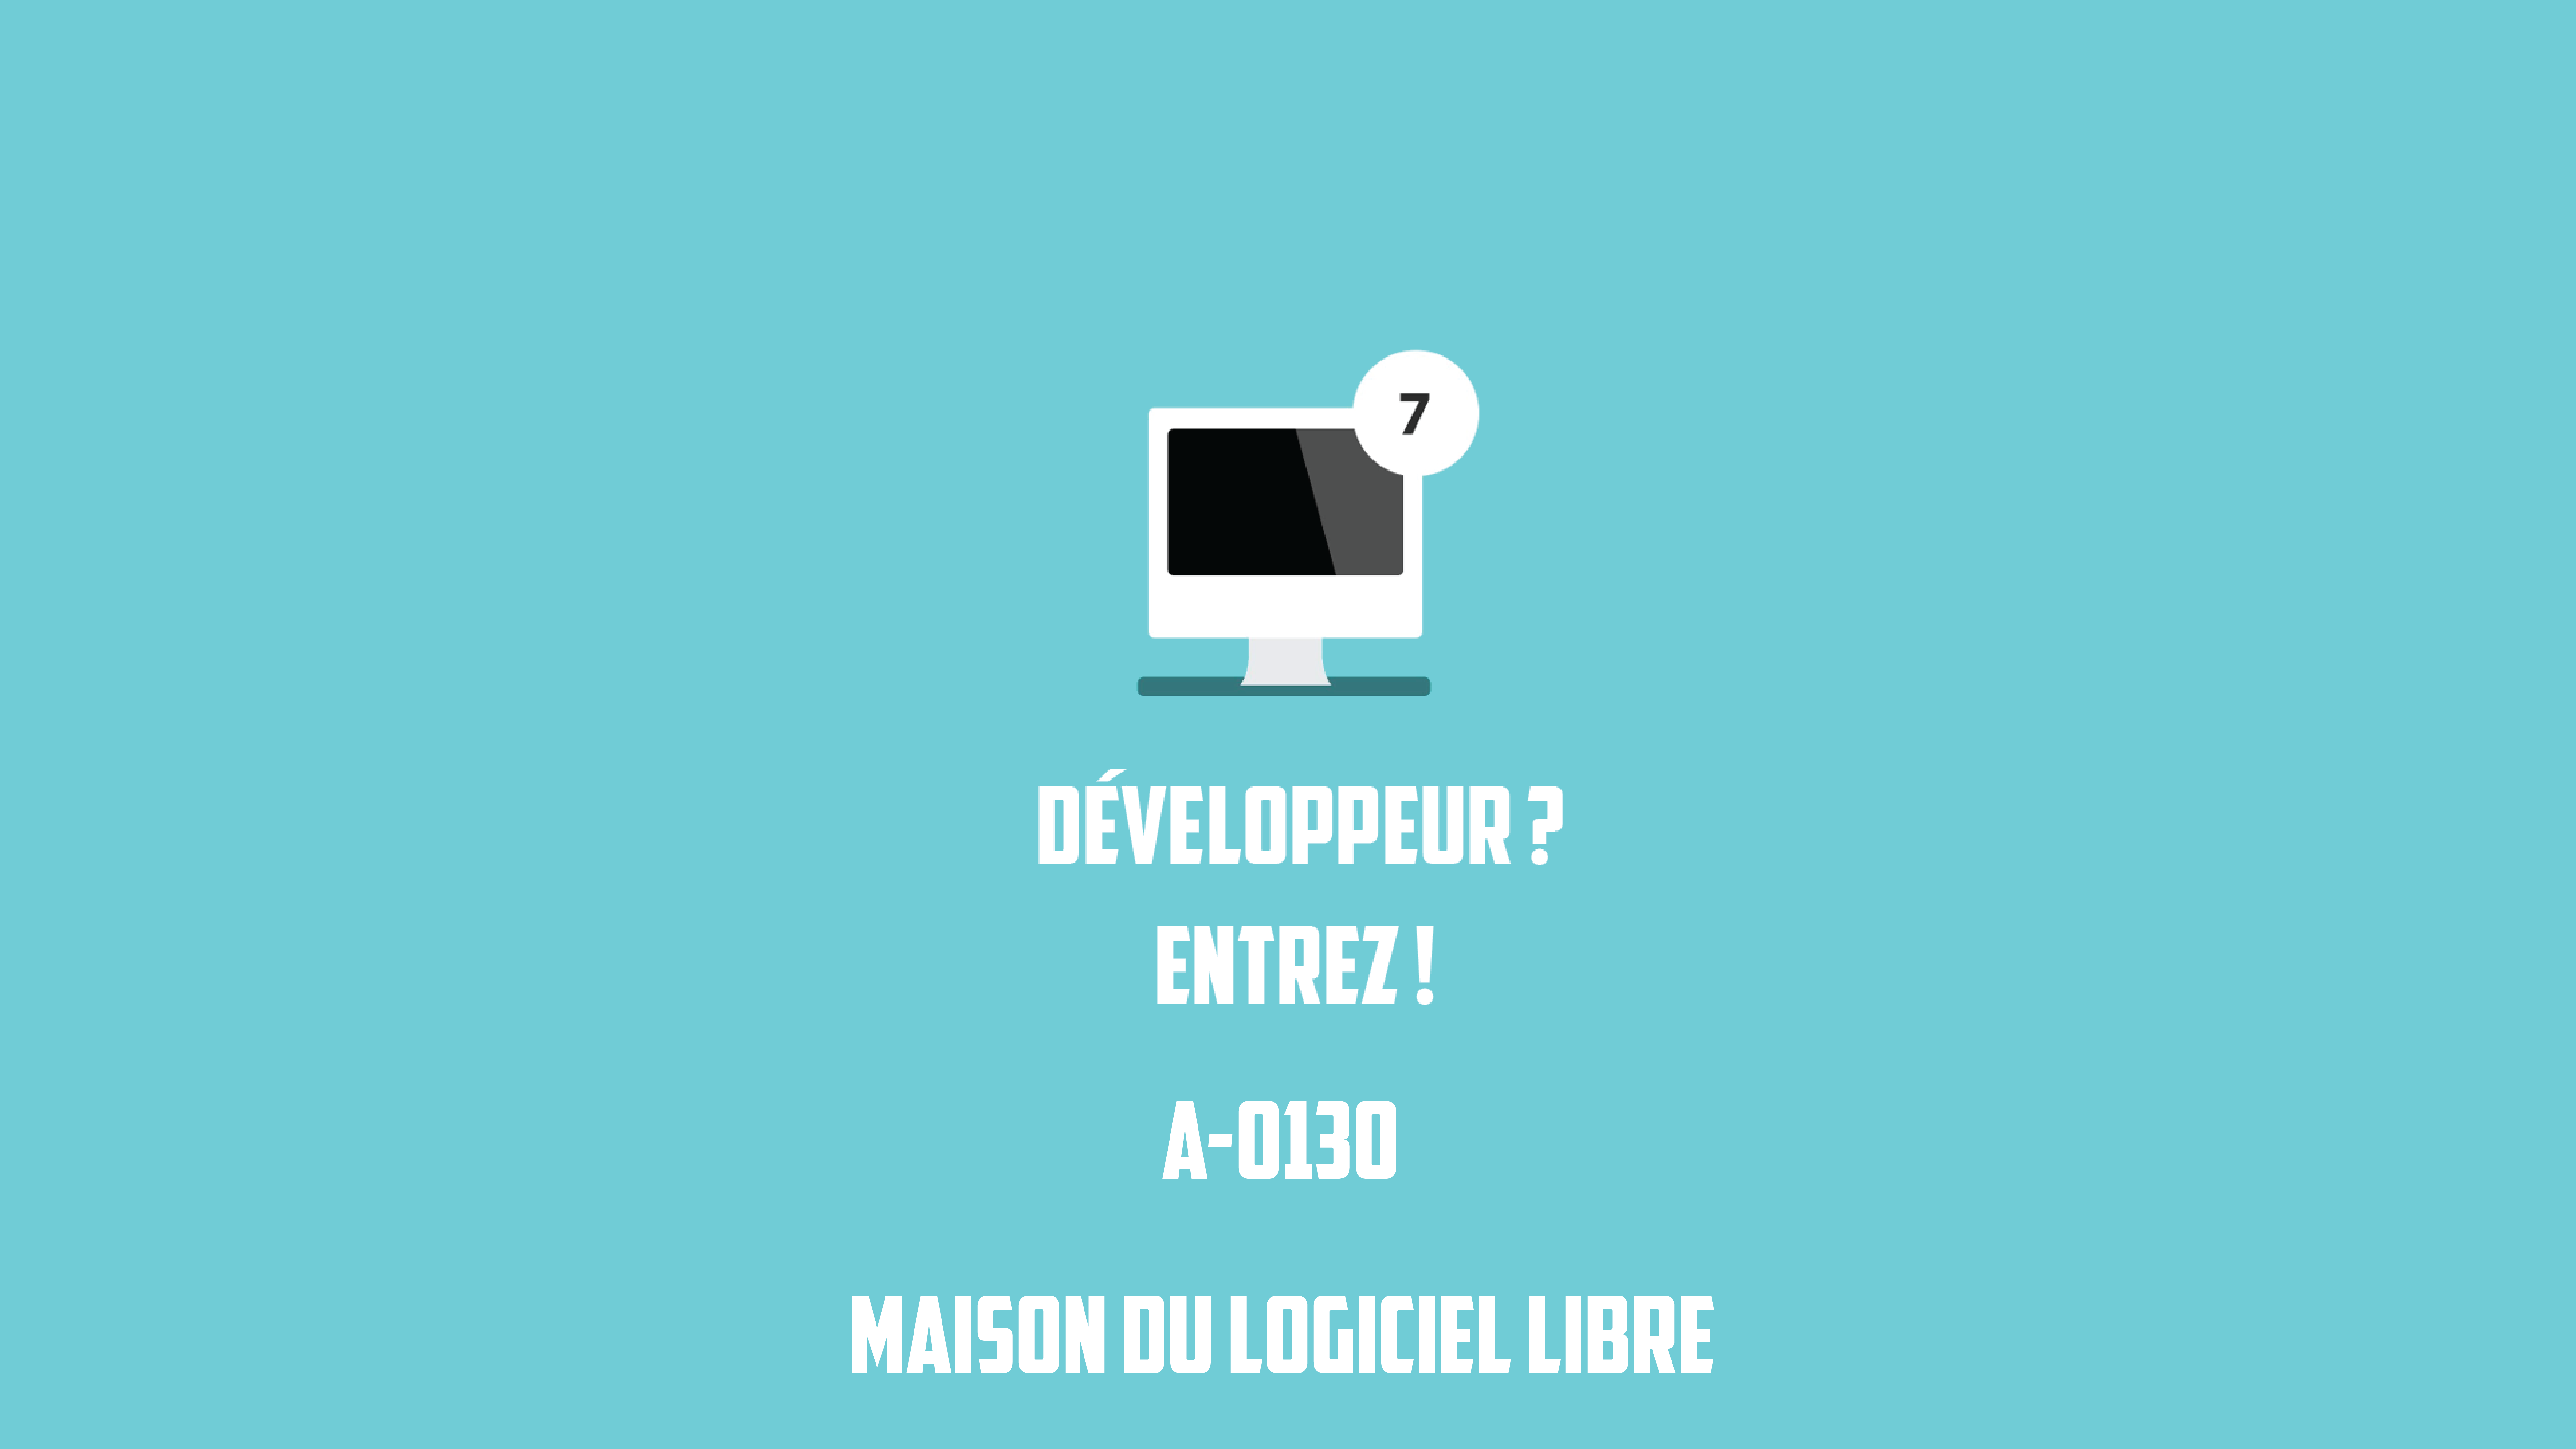 7
DÉVELOPPEUR ?
ENTREZ !
A-0130
MAISON DU LOGICIEL LIBRE